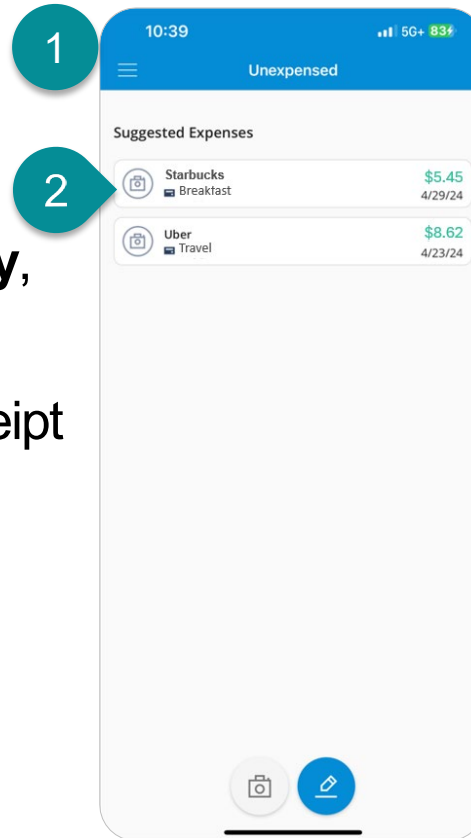 1
10:39
5G+ 83
Unexpensed
Suggested Expenses
2
Starbucks
$5.45
Breakfast
4/29/24
y,
Uber
$8.62
Travel
4/23/24
eipt